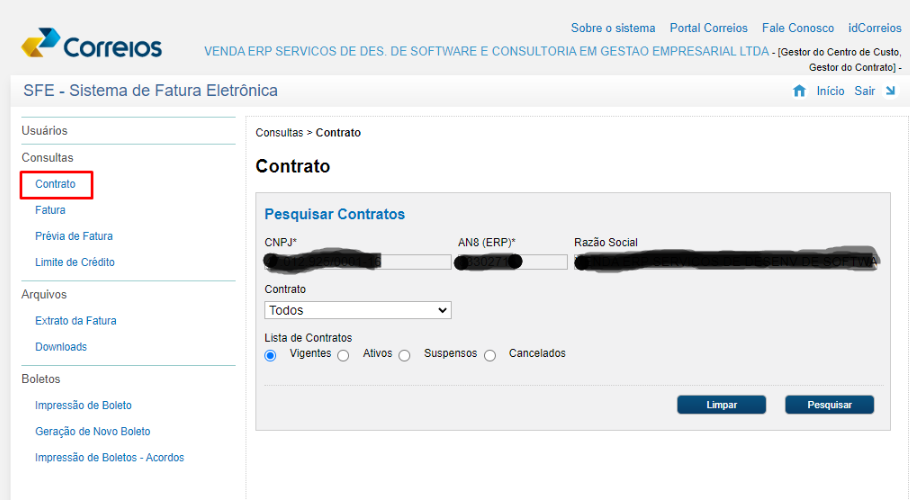 Sobre o sistema Portal Correios Fale Conosco idCorreios
Correios
VENDA ERP SERVICOS DE DES. DE SOFTWARE E CONSULTORIA EM GESTAO EMPRESARIAL LTDA - [Gestor do Centro de Custo,
Gestor do Contrato] -
SFE - Sistema de Fatura Eletrônica
Início Sair
Usuários
Consultas
Contrato
Fatura
Prévia de Fatura
Limite de Crédito
Arquivos
Extrato da Fatura
Downloads
Boletos
Impressão de Boleto
Geração de Novo Boleto
Impressão de Boletos - Acordos
Consultas > Contrato
Contrato
Pesquisar Contratos
CNPJ* AN8 (ERP)* Razão Social
Contrato
Todos
Lista de Contratos
Vigentes Ativos Suspensos Cancelados
Limpar Pesquisar